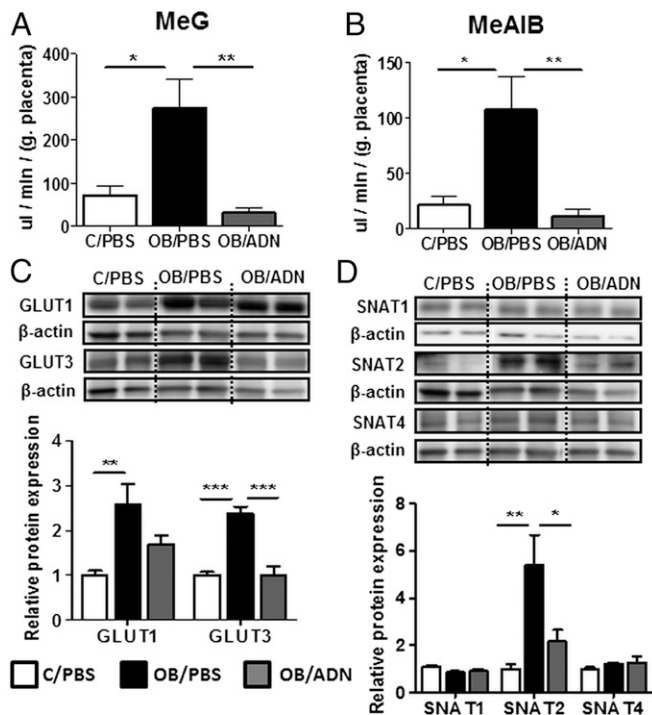 A
MeG
ul / mln / (g. placenta)
400
300
200
100
0
*
**
C/PBS OB/PBS OB/ADN
B
MeAIB
ul / mln / (g. placenta)
150
100
50
0
*
**
C/PBS OB/PBS OB/ADN
C
C/PBS OB/PBS OB/ADN
GLUT1
β-actin
GLUT3
β-actin
Relative protein expression
4
3
2
1
0
**
*** ***
GLUT1 GLUT3
D
C/PBS OB/PBS OB/ADN
SNAT1
β-actin
SNAT2
β-actin
SNAT4
β-actin
Relative protein expression
8
6
4
2
0
** *
SNA T1 SNA T2 SNA T4
C/PBS OB/PBS OB/ADN